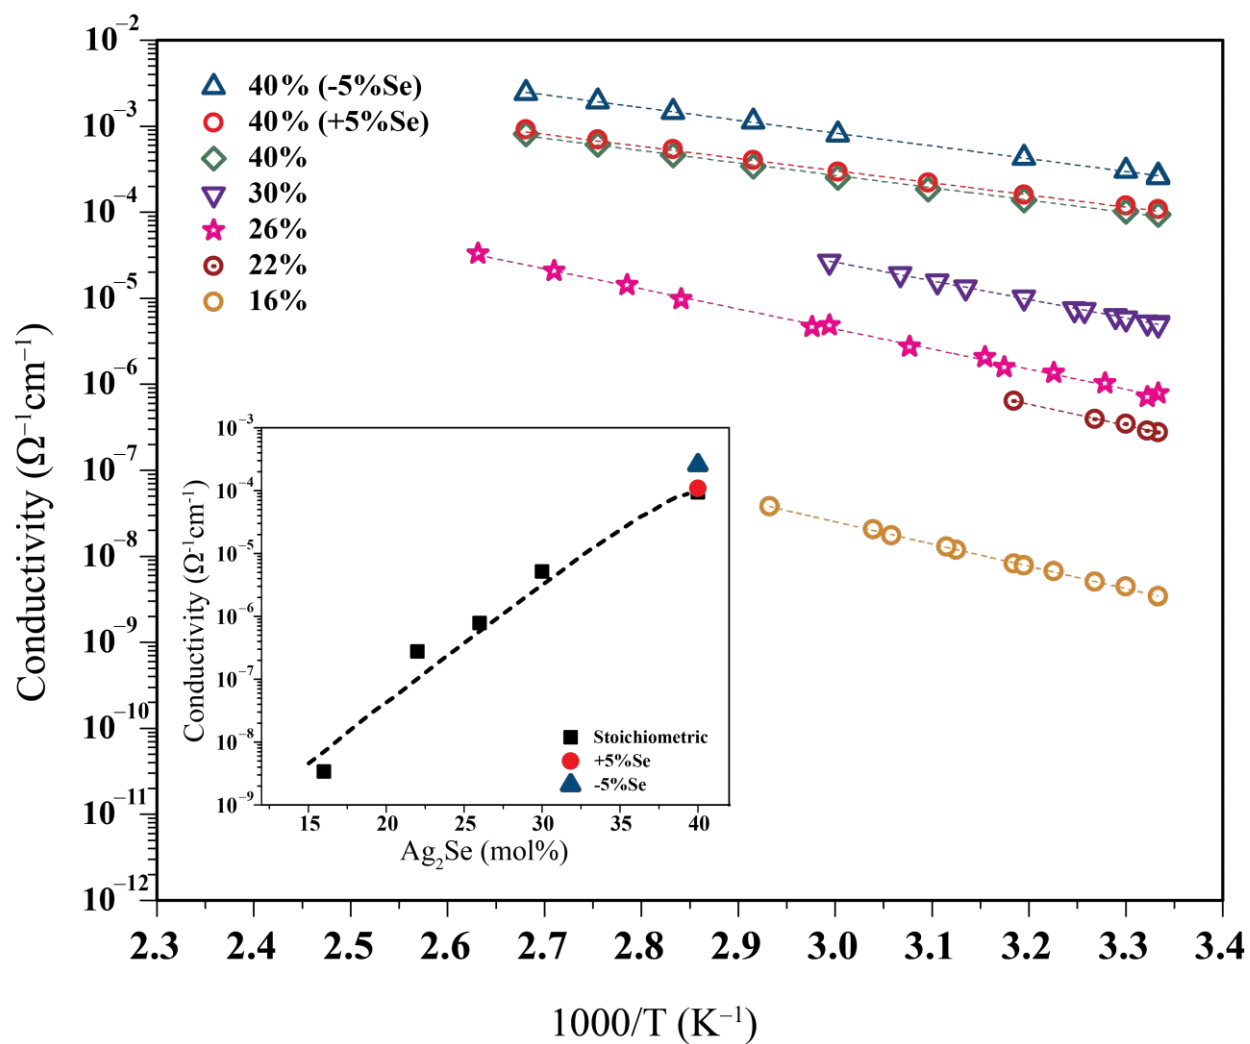 10⁻²
10⁻³
10⁻⁴
10⁻⁵
10⁻⁶
10⁻⁷
10⁻⁸
10⁻⁹
10⁻¹⁰
10⁻¹¹
10⁻¹²
Conductivity (Ω⁻¹cm⁻¹)
40% (-5%Se)
40% (+5%Se)
40%
30%
26%
22%
16%
10⁻³
10⁻⁴
10⁻⁵
10⁻⁶
10⁻⁷
10⁻⁸
10⁻⁹
Conductivity (Ω⁻¹cm⁻¹)
Stoichiometric
+5%Se
-5%Se
15 20 25 30 35 40
Ag₂Se (mol%)
2.3 2.4 2.5 2.6 2.7 2.8 2.9 3.0 3.1 3.2 3.3 3.4
1000/T (K⁻¹)